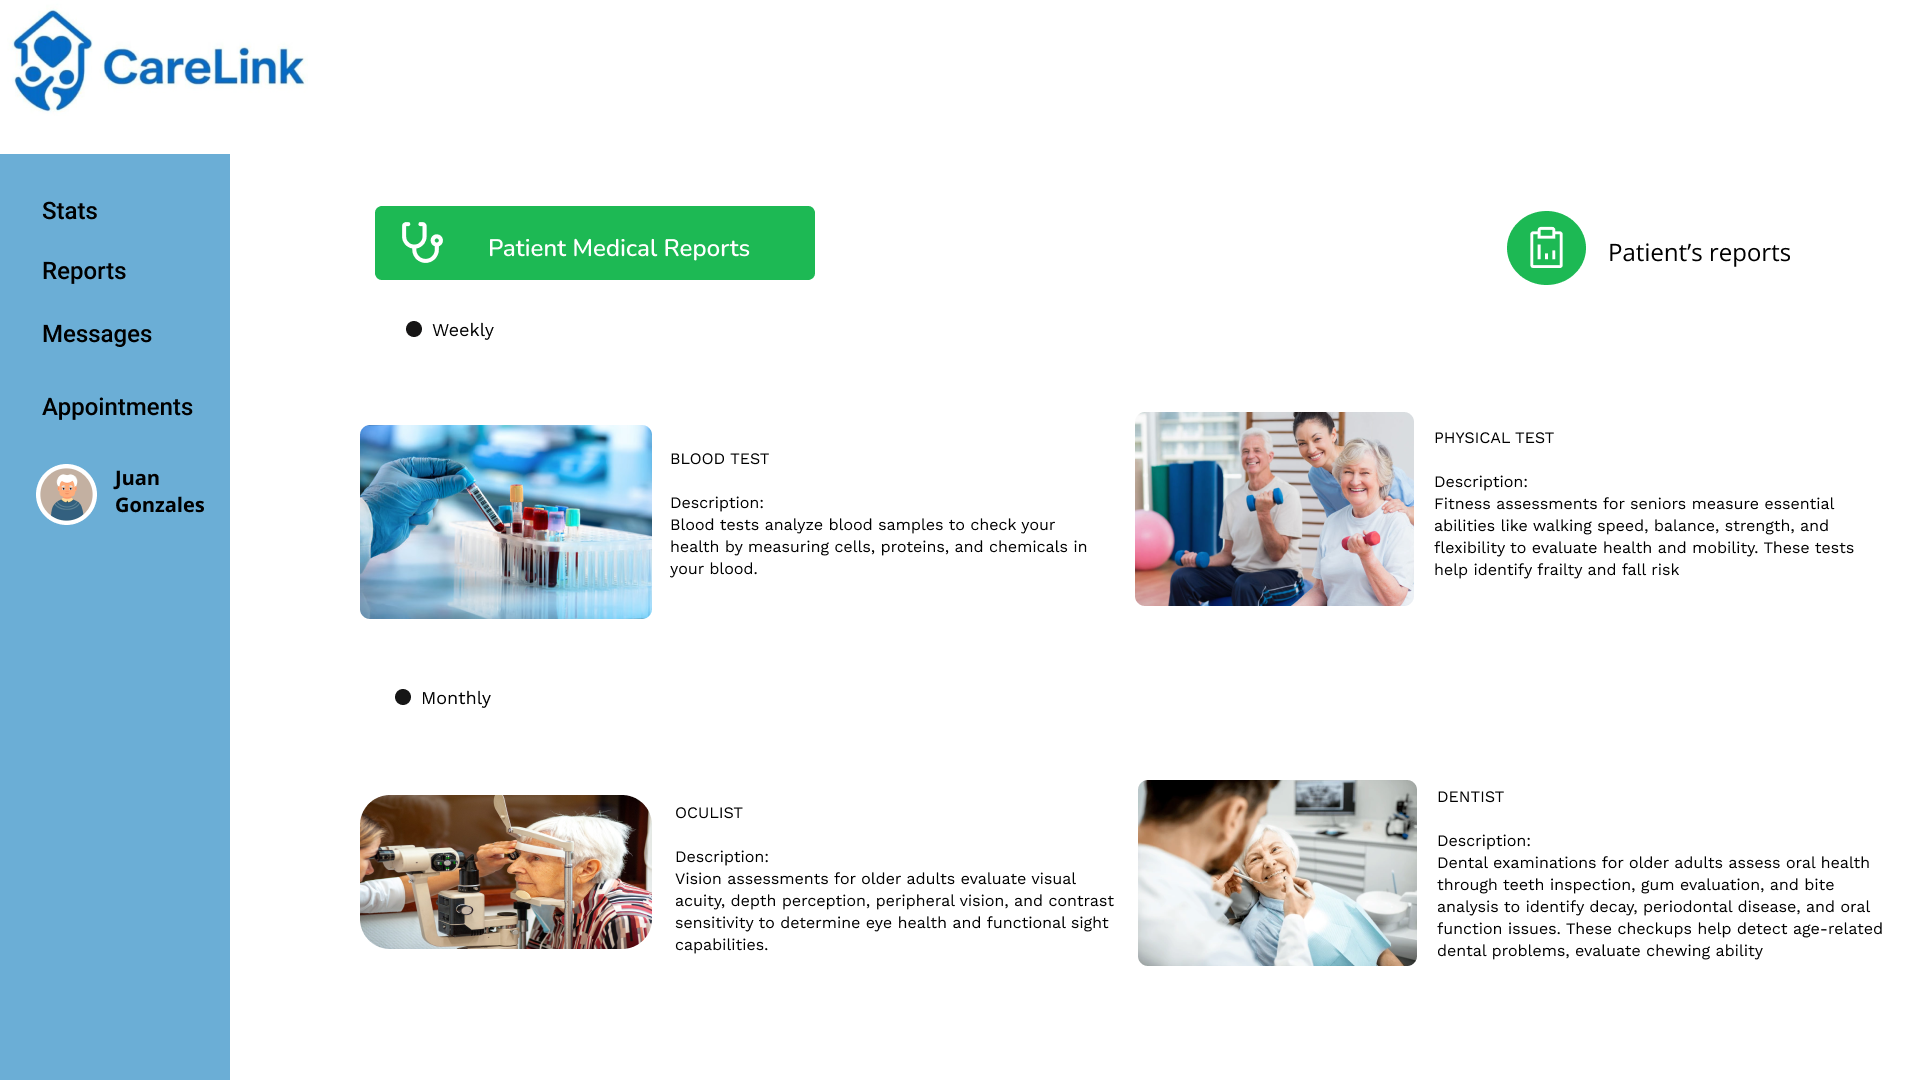 CareLink
Stats
Reports
Messages
Appointments
Juan
Gonzales
Patient Medical Reports
Patient’s reports
Weekly
BLOOD TEST
Description:
Blood tests analyze blood samples to check your
health by measuring cells, proteins, and chemicals in
your blood.
PHYSICAL TEST
Description:
Fitness assessments for seniors measure essential
abilities like walking speed, balance, strength, and
flexibility to evaluate health and mobility. These tests
help identify frailty and fall risk
Monthly
OCULIST
Description:
Vision assessments for older adults evaluate visual
acuity, depth perception, peripheral vision, and contrast
sensitivity to determine eye health and functional sight
capabilities.
DENTIST
Description:
Dental examinations for older adults assess oral health
through teeth inspection, gum evaluation, and bite
analysis to identify decay, periodontal disease, and oral
function issues. These checkups help detect age-related
dental problems, evaluate chewing ability